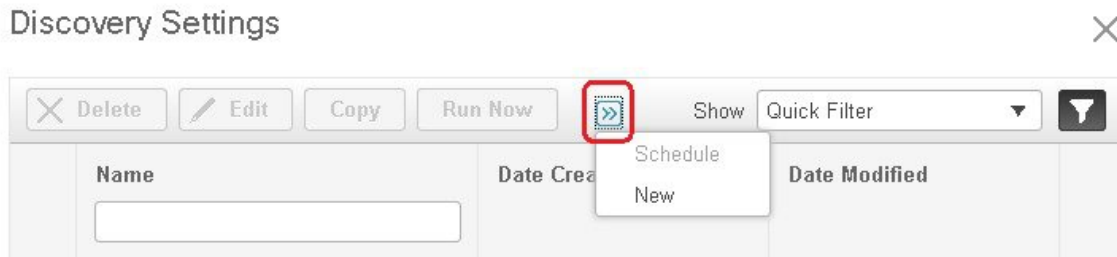 Discovery Settings
Delete Edit Copy Run Now Show Quick Filter
Schedule
Name Date Crea Date Modified
New